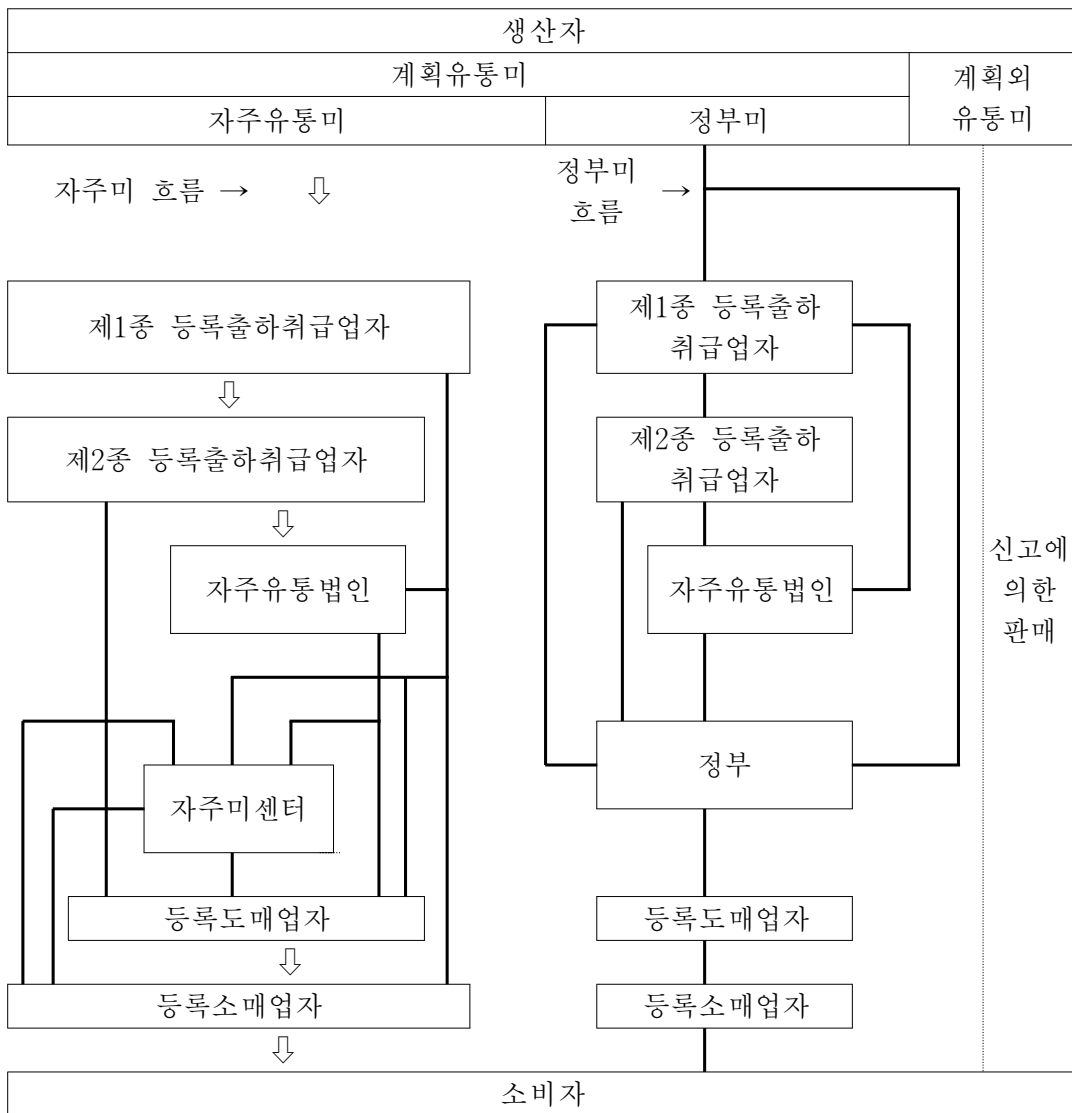 생산자
계획유통미
계획외
유통미
자주유통미
정부미
자주미 흐름 → ⇩
정부미
흐름 →
제1종 등록출하취급업자
⇩
제2종 등록출하취급업자
⇩
자주유통법인
자주미센터
등록도매업자
⇩
등록소매업자
⇩
제1종 등록출하
취급업자
제2종 등록출하
취급업자
자주유통법인
정부
등록도매업자
등록소매업자
신고에
의한
판매
소비자